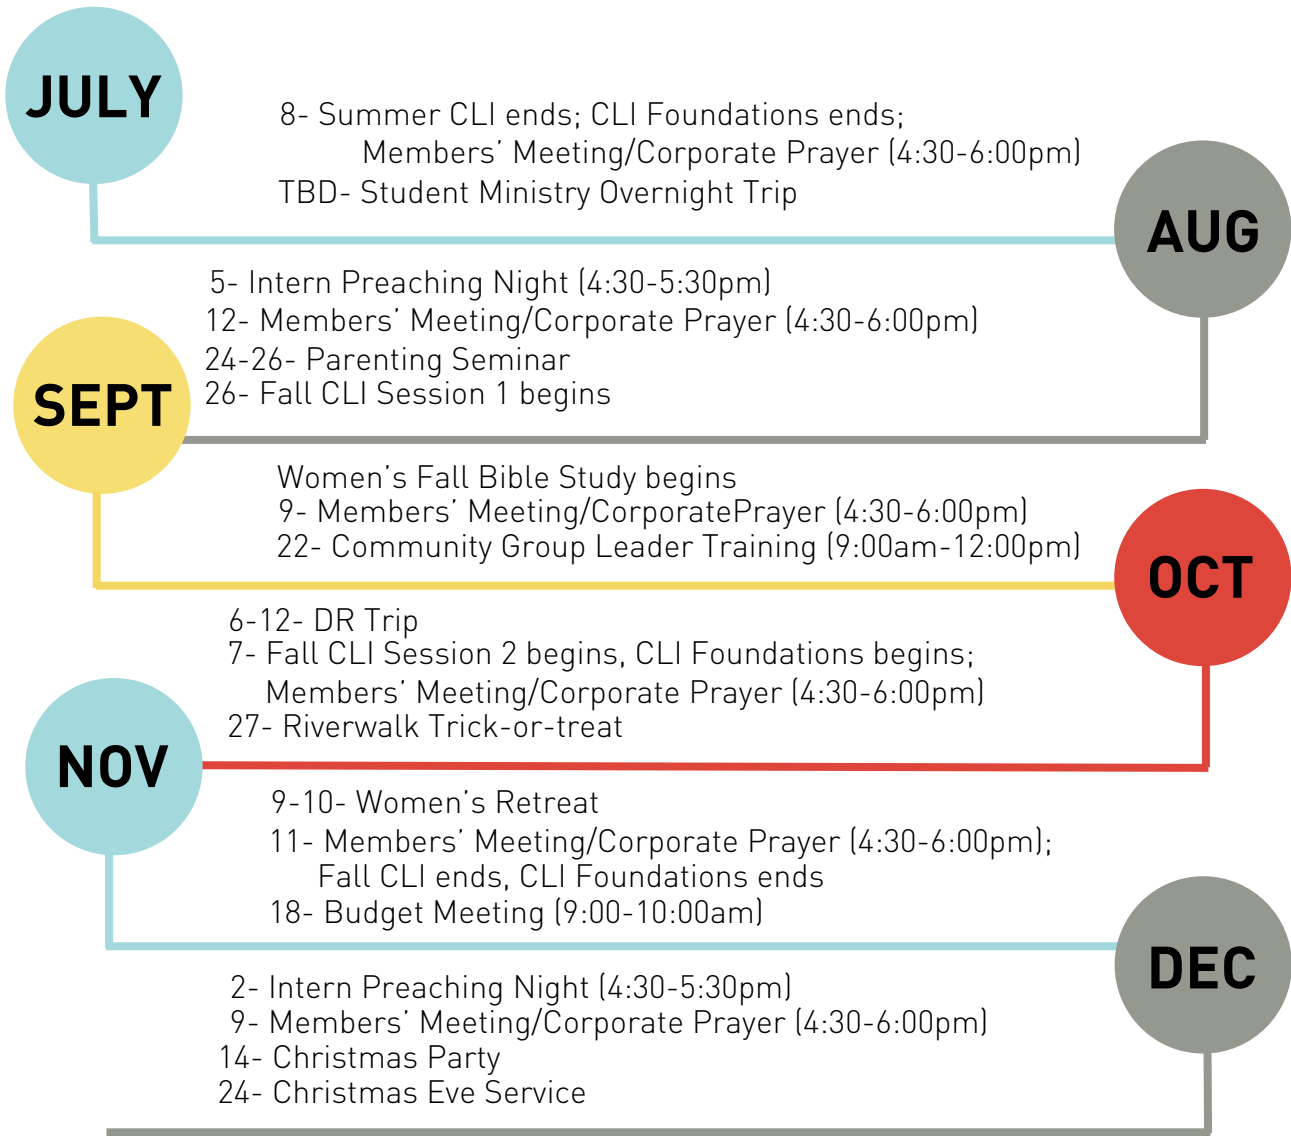 JULY
8- Summer CLI ends; CLI Foundations ends;
Members' Meeting/Corporate Prayer (4:30-6:00pm)
TBD- Student Ministry Overnight Trip
AUG
5- Intern Preaching Night (4:30-5:30pm)
12- Members' Meeting/Corporate Prayer (4:30-6:00pm)
24-26- Parenting Seminar
26- Fall CLI Session 1 begins
SEPT
Women's Fall Bible Study begins
9- Members' Meeting/CorporatePrayer (4:30-6:00pm)
22- Community Group Leader Training (9:00am-12:00pm)
OCT
6-12- DR Trip
7- Fall CLI Session 2 begins, CLI Foundations begins;
Members' Meeting/Corporate Prayer (4:30-6:00pm)
27- Riverwalk Trick-or-treat
NOV
9-10- Women's Retreat
11- Members' Meeting/Corporate Prayer (4:30-6:00pm);
Fall CLI ends, CLI Foundations ends
18- Budget Meeting (9:00-10:00am)
DEC
2- Intern Preaching Night (4:30-5:30pm)
9- Members' Meeting/Corporate Prayer (4:30-6:00pm)
14- Christmas Party
24- Christmas Eve Service